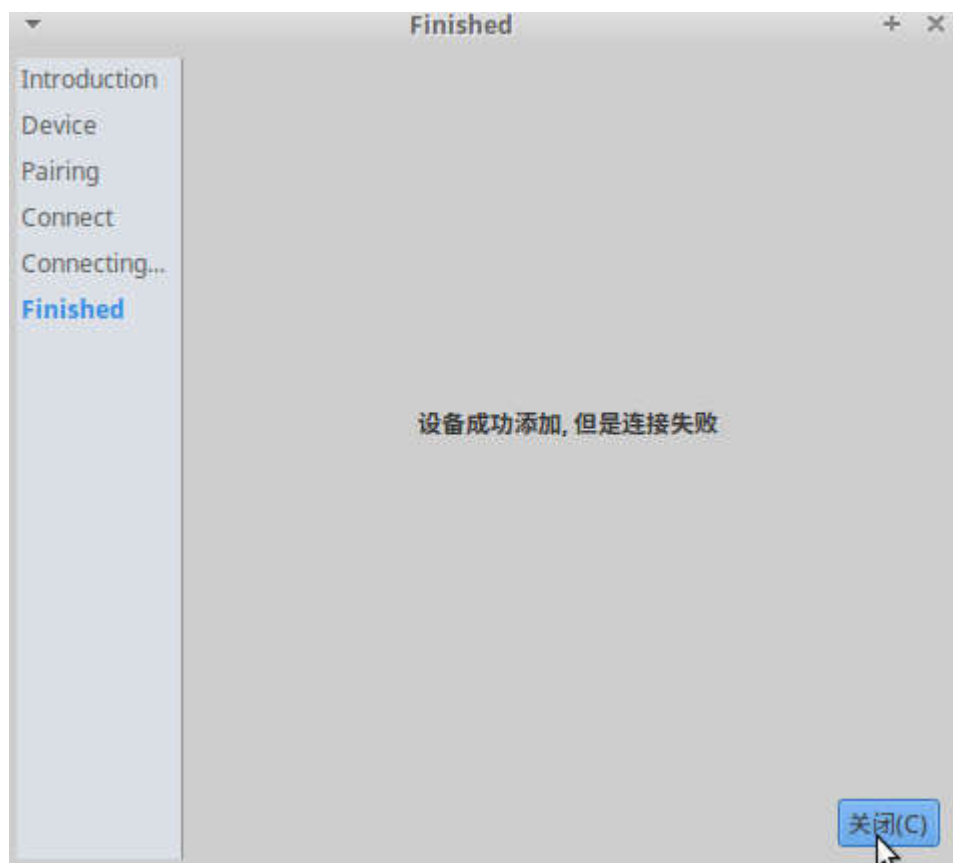 Finished
Introduction
Device
Pairing
Connect
Connecting...
Finished
设备成功添加, 但是连接失败
关闭(C)